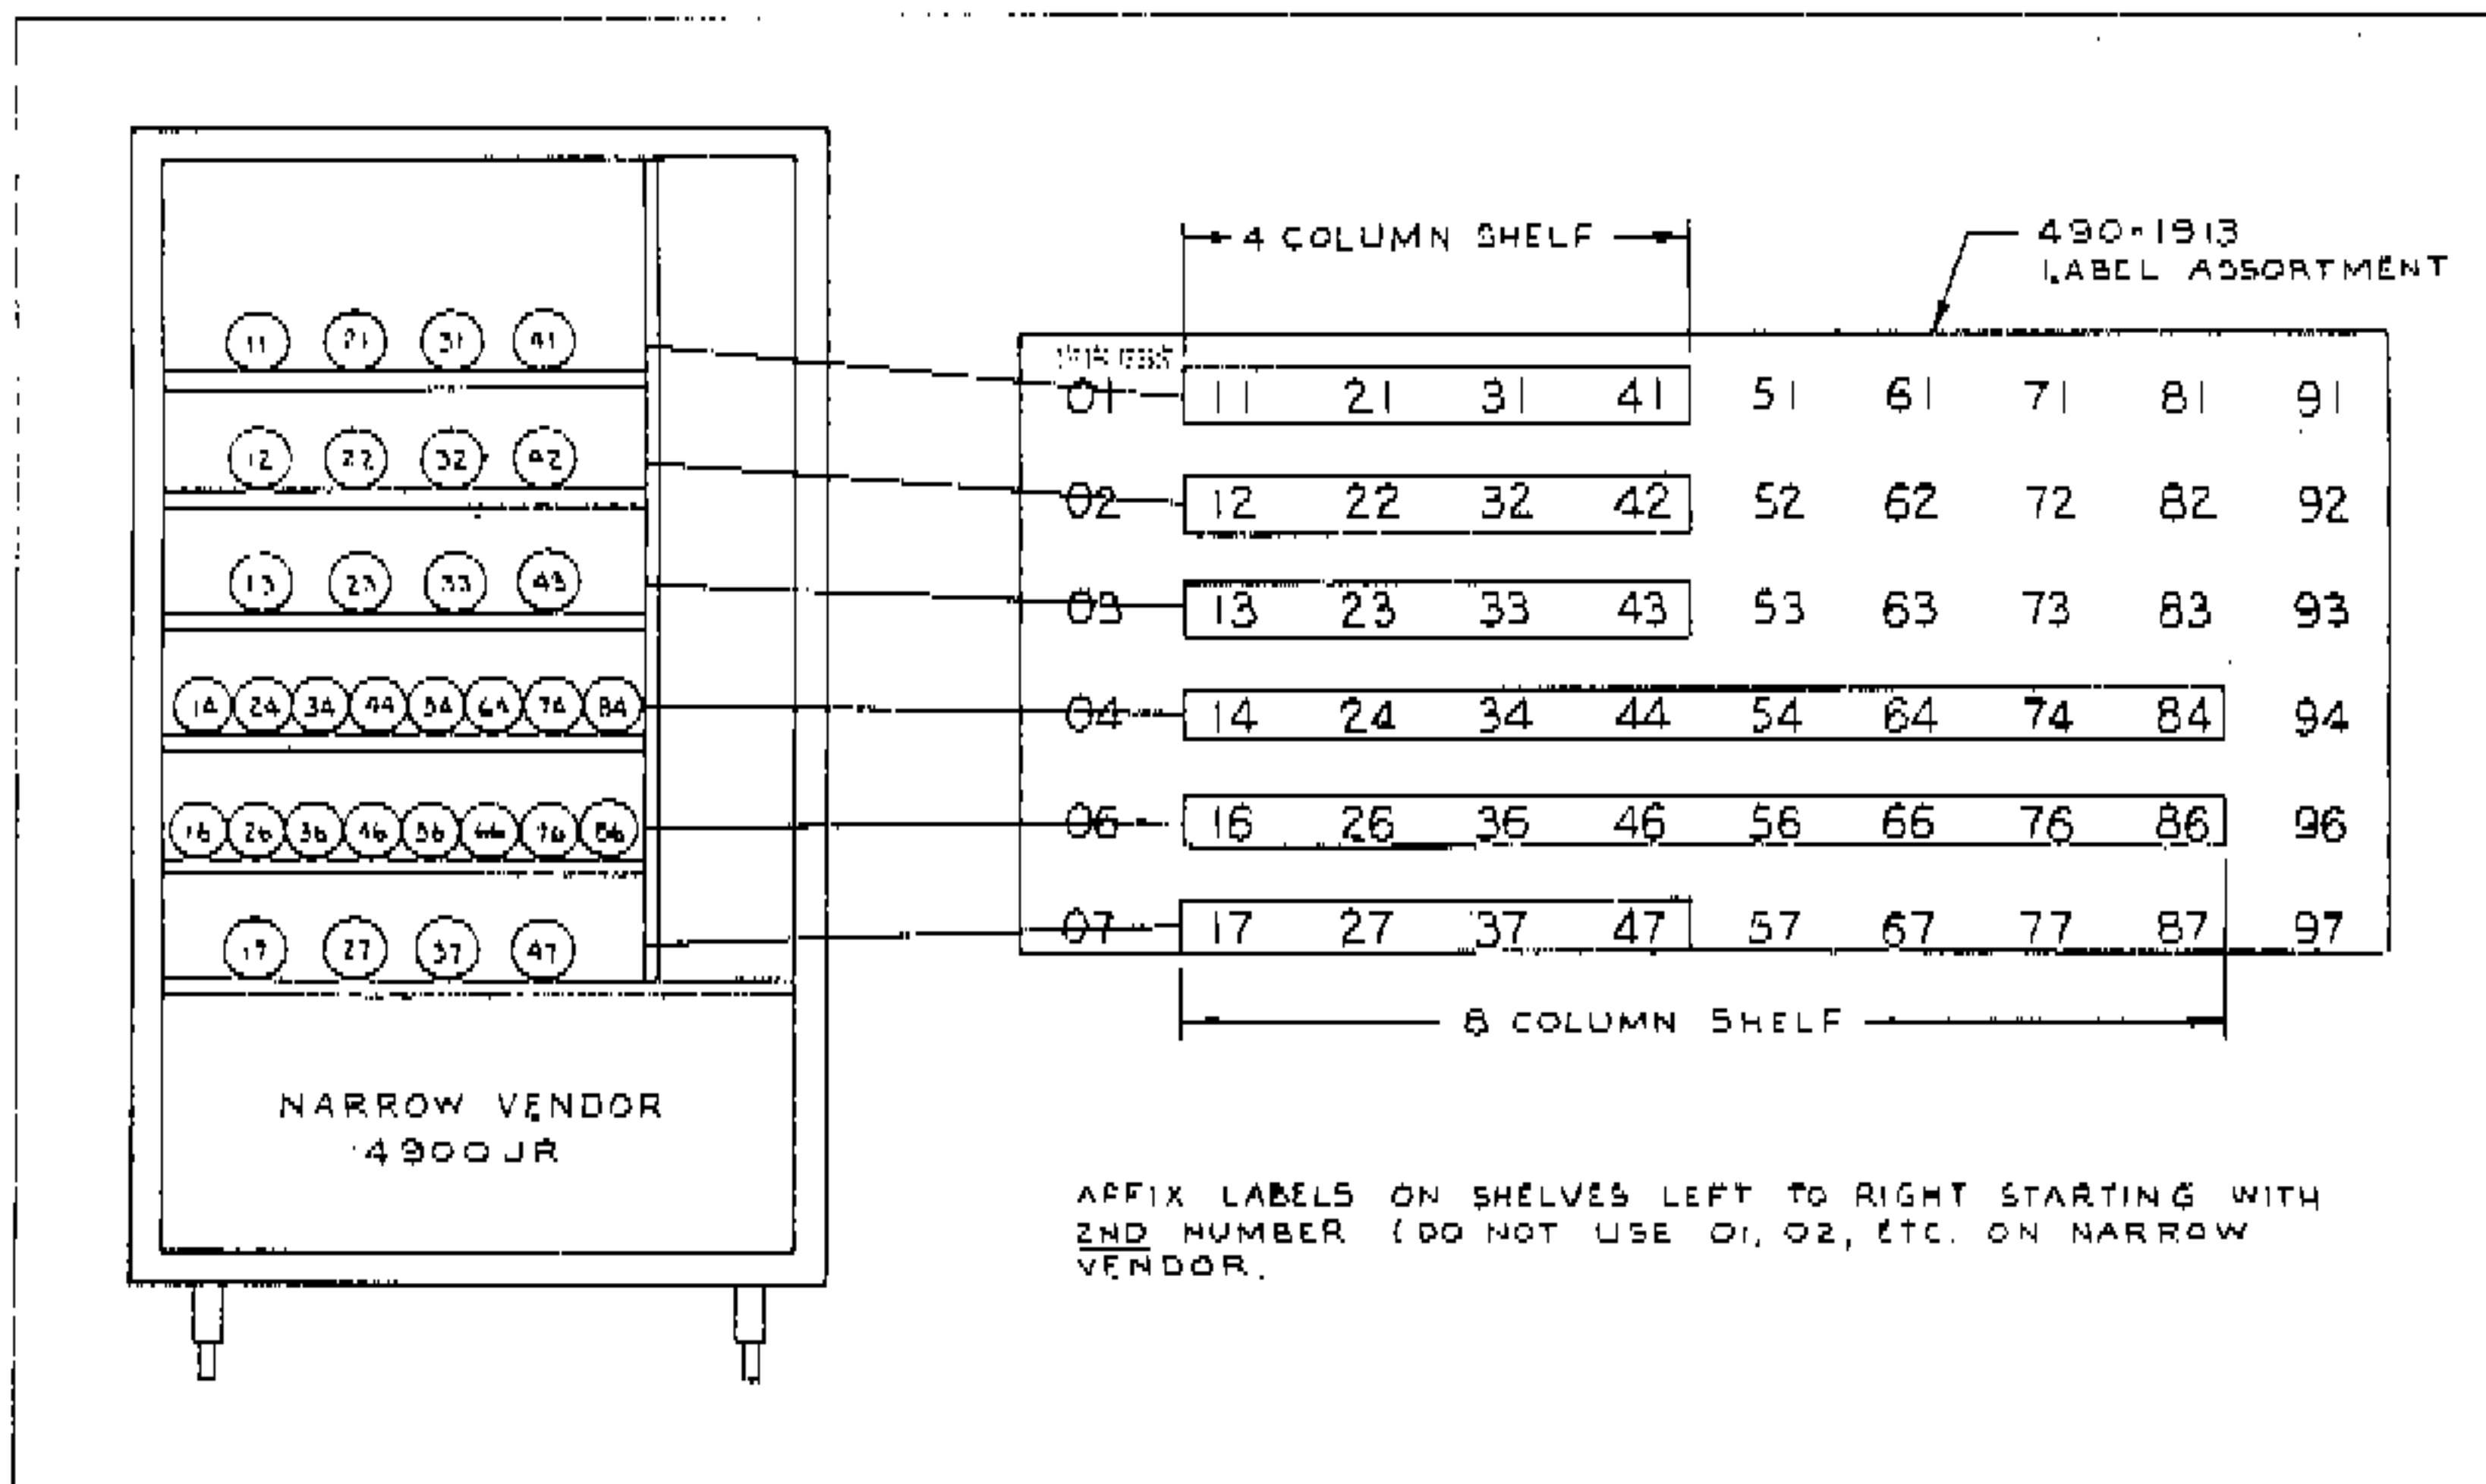 4 COLUMN SHELF
490-1913
LABEL ASSORTMENT
11 21 31 41
12 22 32 42
13 23 33 43
14 24 34 44 54 64 74 84
16 26 36 46 56 66 76 86
17 27 37 47
01 11 21 31 41 51 61 71 81 91
02 12 22 32 42 52 62 72 82 92
03 13 23 33 43 53 63 73 83 93
04 14 24 34 44 54 64 74 84 94
06 16 26 36 46 56 66 76 86 96
07 17 27 37 47 57 67 77 87 97
8 COLUMN SHELF
NARROW VENDOR
4900JR
AFFIX LABELS ON SHELVES LEFT TO RIGHT STARTING WITH
2ND NUMBER (DO NOT USE 01, 02, ETC. ON NARROW
VENDOR.